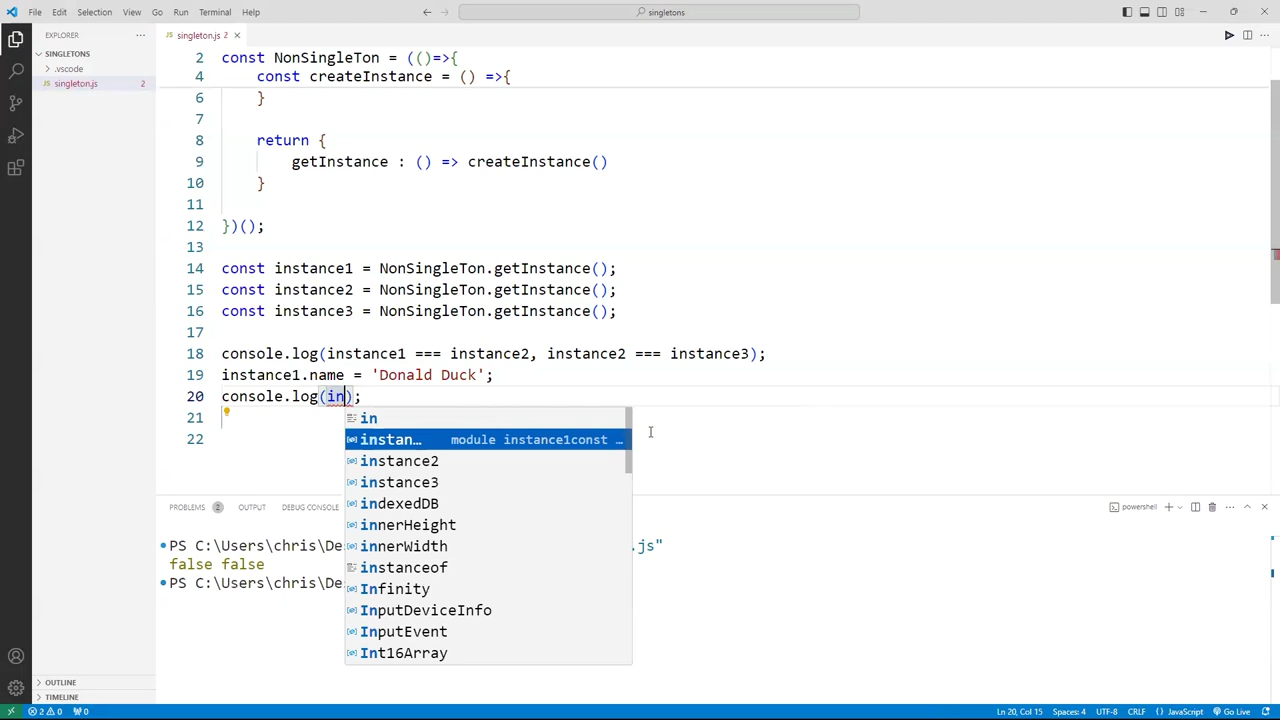 File Edit Selection View Go Run Terminal Help
singletons
EXPLORER
SINGLETONS
.vscode
singleton.js 2
singleton.js 2
2 const NonSingleTon = (()=>{
4 const createInstance = () =>{
6 }
7
8 return {
9 getInstance : () => createInstance()
10 }
11
12 })();
13
14 const instance1 = NonSingleTon.getInstance();
15 const instance2 = NonSingleTon.getInstance();
16 const instance3 = NonSingleTon.getInstance();
17
18 console.log(instance1 === instance2, instance2 === instance3);
19 instance1.name = 'Donald Duck';
20 console.log(in);
21
22
in
instan… module instance1const …
instance2
instance3
indexedDB
innerHeight
innerWidth
instanceof
Infinity
InputDeviceInfo
InputEvent
Int16Array
PROBLEMS 2 OUTPUT DEBUG CONSOLE
powershell
PS C:\Users\chris\De .js"
false false
PS C:\Users\chris\De
OUTLINE
TIMELINE
2 0 0
Ln 20, Col 15 Spaces: 4 UTF-8 CRLF {} JavaScript Go Live